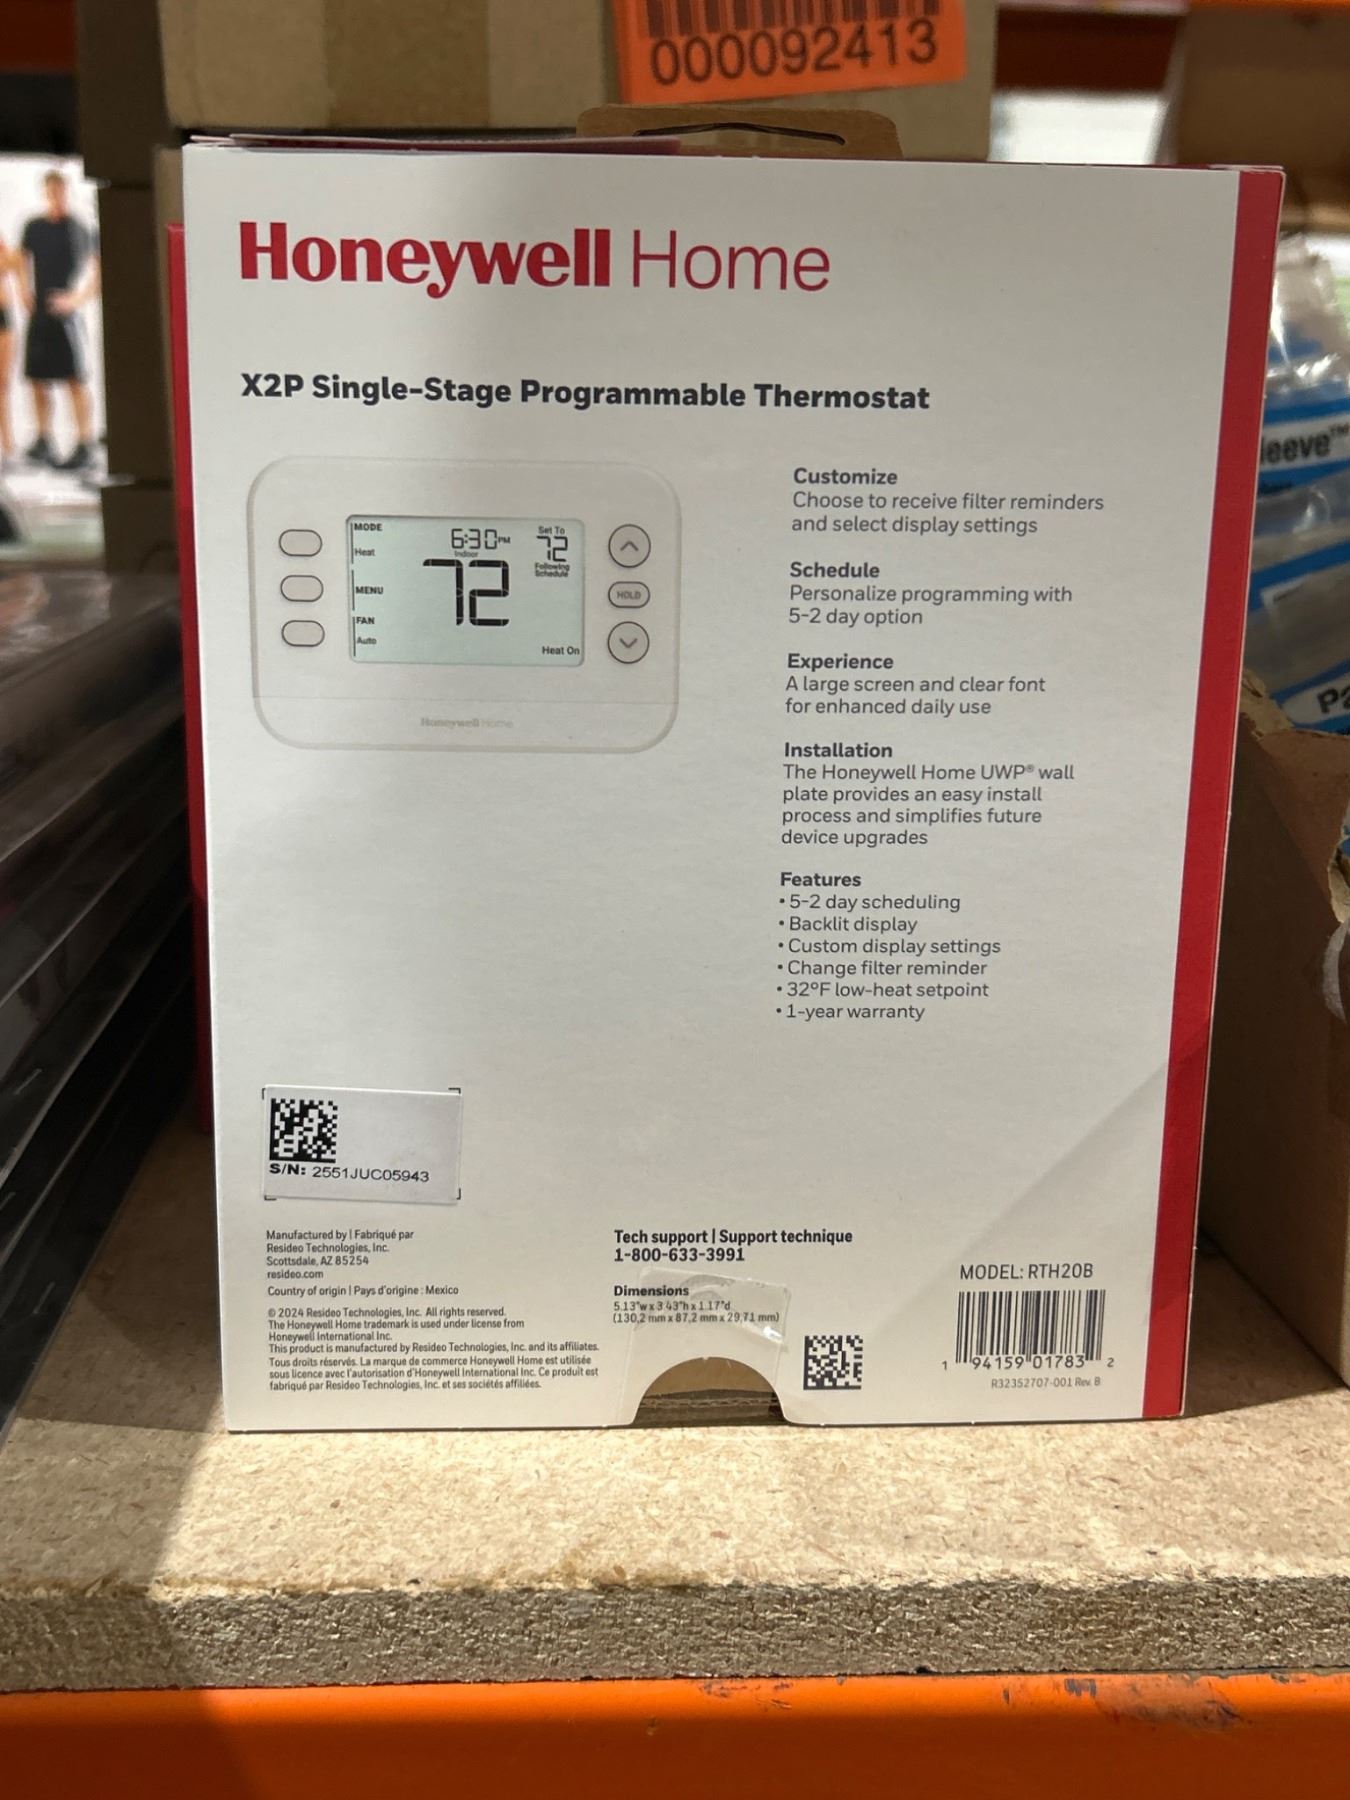 000092413
Honeywell Home
X2P Single-Stage Programmable Thermostat
MODE
Heat
MENU
FAN
Auto
6:30 PM
Indoor
72
Set To
72
Following
Schedule
Heat On
HOLD
Honeywell Home
Customize
Choose to receive filter reminders
and select display settings
Schedule
Personalize programming with
5-2 day option
Experience
A large screen and clear font
for enhanced daily use
Installation
The Honeywell Home UWP® wall
plate provides an easy install
process and simplifies future
device upgrades
Features
• 5-2 day scheduling
• Backlit display
• Custom display settings
• Change filter reminder
• 32°F low-heat setpoint
• 1-year warranty
S/N: 2551JUC05943
Manufactured by | Fabriqué par
Resideo Technologies, Inc.
Scottsdale, AZ 85254
resideo.com
Country of origin | Pays d'origine : Mexico
© 2024 Resideo Technologies, Inc. All rights reserved.
The Honeywell Home trademark is used under license from
Honeywell International Inc.
This product is manufactured by Resideo Technologies, Inc. and its affiliates.
Tous droits réservés. La marque de commerce Honeywell Home est utilisée
sous licence avec l'autorisation d'Honeywell International Inc. Ce produit est
fabriqué par Resideo Technologies, Inc. et ses sociétés affiliées.
Tech support | Support technique
1-800-633-3991
Dimensions
5.13"w x 3.43"h x 1.17"d
(130,2 mm x 87,2 mm x 29,71 mm)
MODEL: RTH20B
1 94159 01783 2
R32352707-001 Rev. B
leeve™